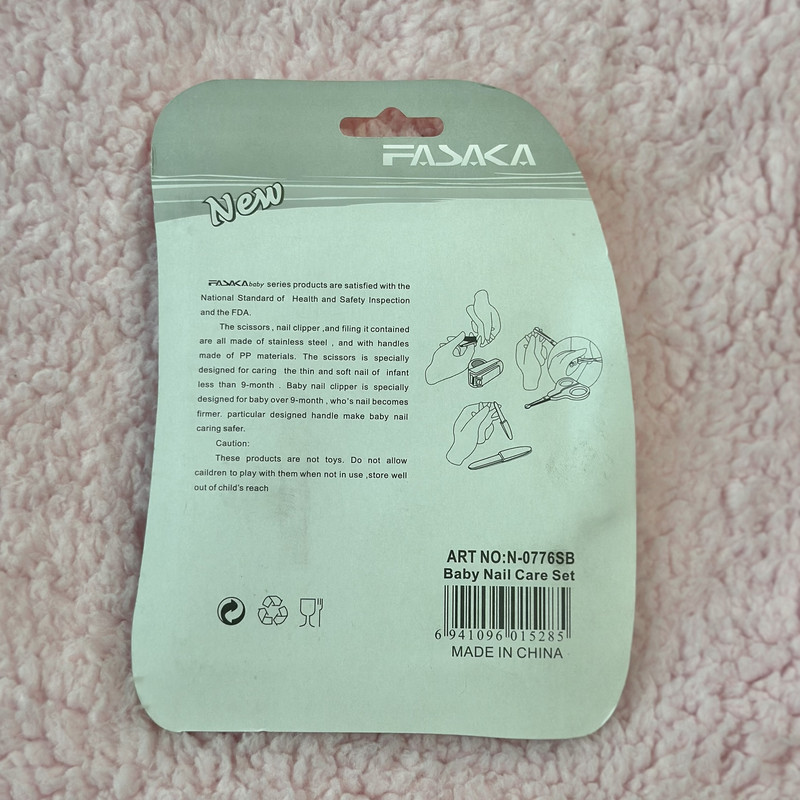 FASAKA
New
FASAKA baby series products are satisfied with the
National Standard of Health and Safety Inspection
and the FDA.
The scissors , nail clipper ,and filing it contained
are all made of stainless steel , and with handles
made of PP materials. The scissors is specially
designed for caring the thin and soft nail of infant
less than 9-month . Baby nail clipper is specially
designed for baby over 9-month , who's nail becomes
firmer. particular designed handle make baby nail
caring safer.
Caution:
These products are not toys. Do not allow
caildren to play with them when not in use ,store well
out of child's reach
ART NO:N-0776SB
Baby Nail Care Set
6 941096 015285
MADE IN CHINA